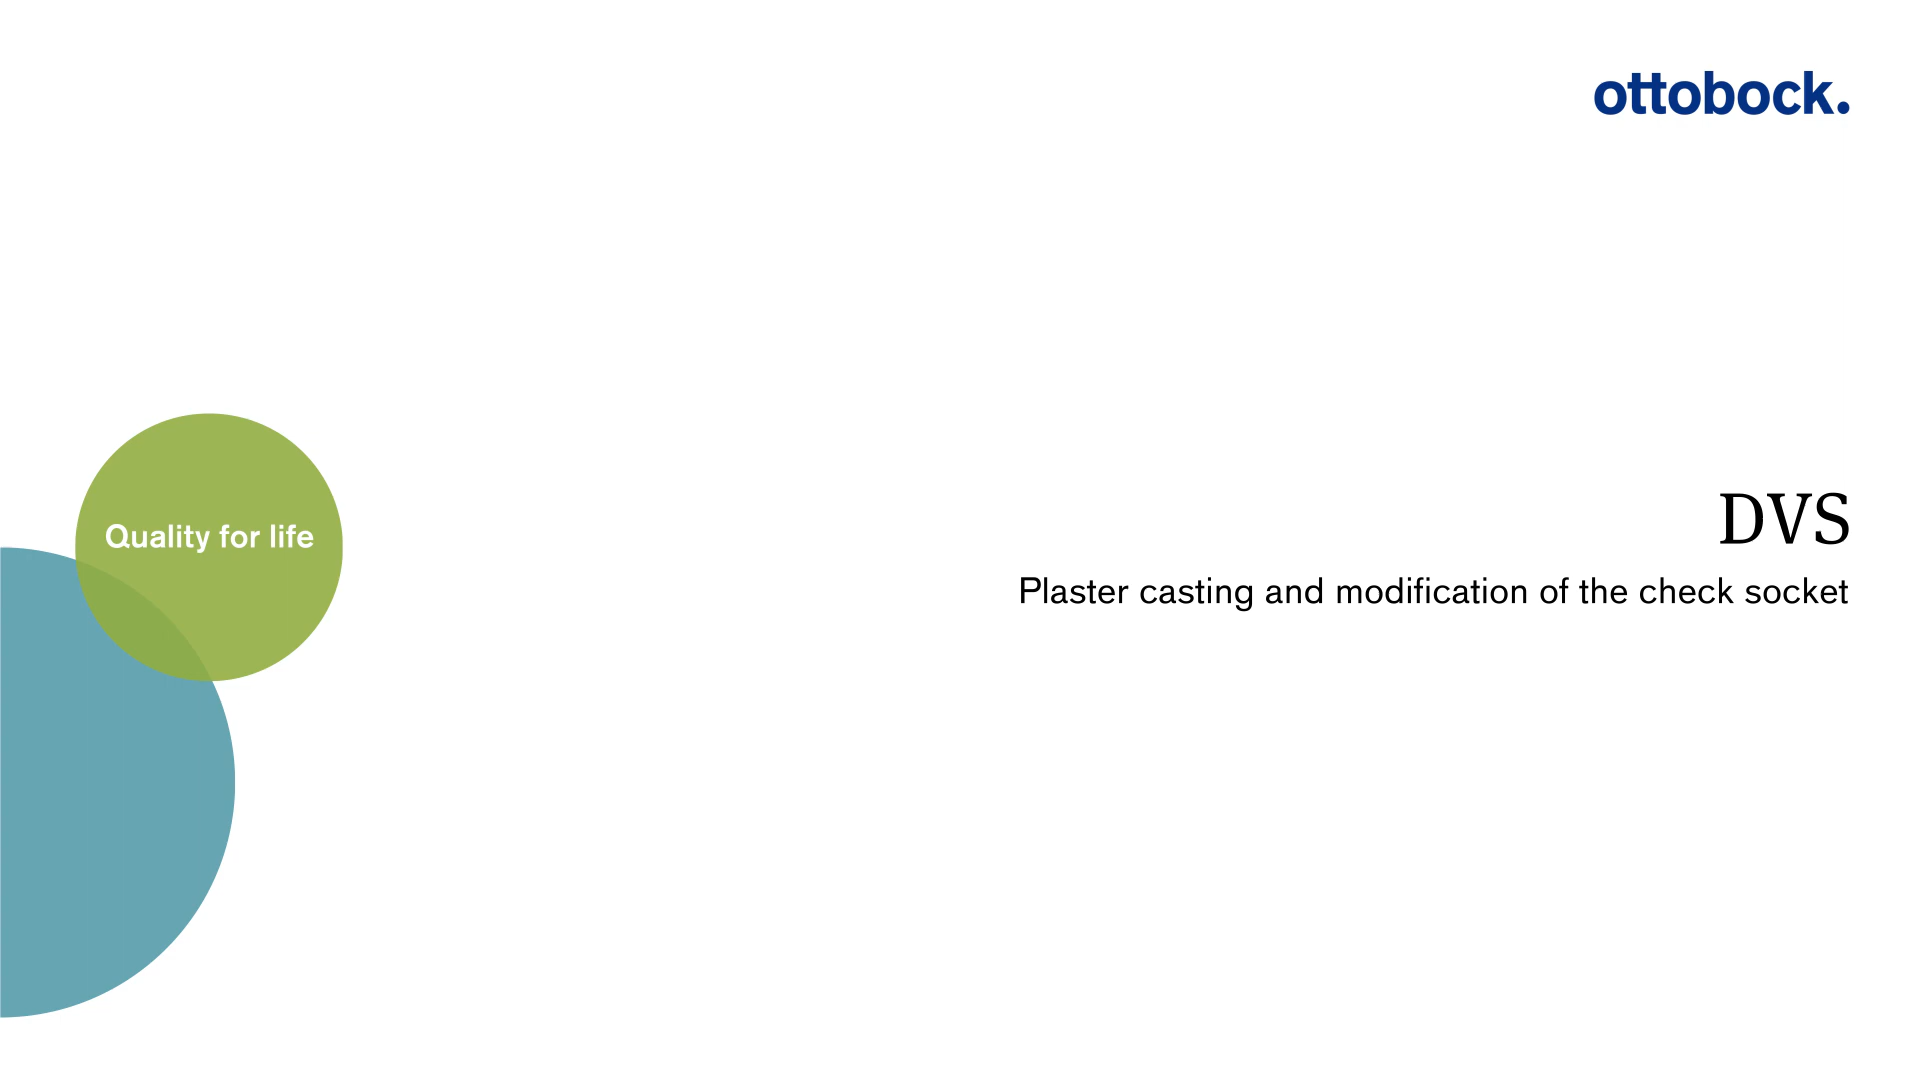 ottobock.
Quality for life
DVS
Plaster casting and modification of the check socket